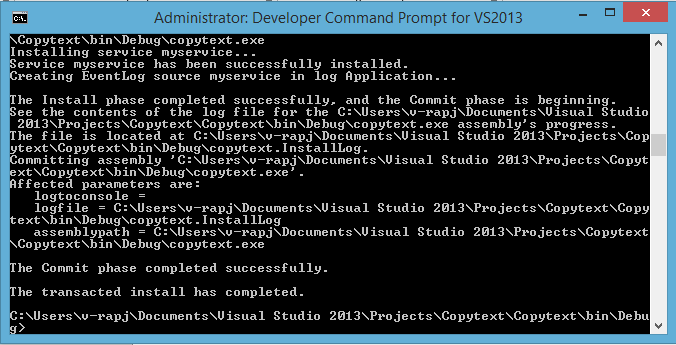 Administrator: Developer Command Prompt for VS2013
\Copytext\bin\Debug\copytext.exe
Installing service myservice...
Service myservice has been successfully installed.
Creating EventLog source myservice in log Application...
The Install phase completed successfully, and the Commit phase is beginning.
See the contents of the log file for the C:\Users\v-rapj\Documents\Visual Studio
 2013\Projects\Copytext\Copytext\bin\Debug\copytext.exe assembly's progress.
The file is located at C:\Users\v-rapj\Documents\Visual Studio 2013\Projects\Cop
ytext\Copytext\bin\Debug\copytext.InstallLog.
Committing assembly 'C:\Users\v-rapj\Documents\Visual Studio 2013\Projects\Copyt
ext\Copytext\bin\Debug\copytext.exe'.
Affected parameters are:
   logtoconsole =
   logfile = C:\Users\v-rapj\Documents\Visual Studio 2013\Projects\Copytext\Copy
text\bin\Debug\copytext.InstallLog
   assemblypath = C:\Users\v-rapj\Documents\Visual Studio 2013\Projects\Copytext
\Copytext\bin\Debug\copytext.exe
The Commit phase completed successfully.
The transacted install has completed.
C:\Users\v-rapj\Documents\Visual Studio 2013\Projects\Copytext\Copytext\bin\Debu
g>